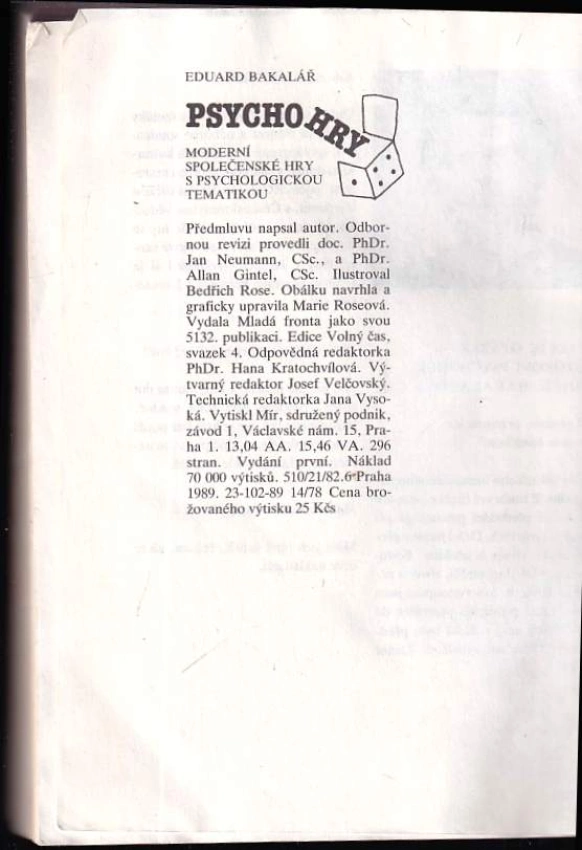 EDUARD BAKALÁŘ
PSYCHOHRY
MODERNÍ
SPOLEČENSKÉ HRY
S PSYCHOLOGICKOU
TEMATIKOU
Předmluvu napsal autor. Odbor-
nou revizi provedli doc. PhDr.
Jan Neumann, CSc., a PhDr.
Allan Gintel, CSc. Ilustroval
Bedřich Rose. Obálku navrhla a
graficky upravila Marie Roseová.
Vydala Mladá fronta jako svou
5132. publikaci. Edice Volný čas,
svazek 4. Odpovědná redaktorka
PhDr. Hana Kratochvílová. Vý-
tvarný redaktor Josef Velčovský.
Technická redaktorka Jana Vyso-
ká. Vytiskl Mír, sdružený podnik,
závod 1, Václavské nám. 15, Pra-
ha 1. 13,04 AA. 15,46 VA. 296
stran. Vydání první. Náklad
70 000 výtisků. 510/21/82.6 Praha
1989. 23-102-89 14/78 Cena bro-
žovaného výtisku 25 Kčs